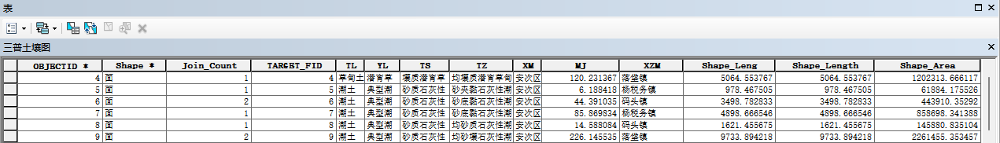 表
三普土壤图
OBJECTID * Shape * Join_Count TARGET_FID TL YL TS TZ XM MJ XZM Shape_Leng Shape_Length Shape_Area
4 面 1 4 草甸土 潜育草 壤质潜育草 均壤质潜育草甸 安次区 120.231367 落垡镇 5064.553767 5064.553767 1202313.666117
5 面 1 5 潮土 典型潮 砂质石灰性 砂夹黏石灰性潮 安次区 6.188418 杨税务镇 978.467505 978.467505 61884.175526
6 面 2 6 潮土 典型潮 砂质石灰性 砂底黏石灰性潮 安次区 44.391035 码头镇 3498.782833 3498.782833 443910.35292
7 面 1 7 潮土 典型潮 砂质石灰性 砂底黏石灰性潮 安次区 85.869834 杨税务镇 4898.666546 4898.666546 858698.341388
8 面 1 8 潮土 典型潮 砂质石灰性 均砂质石灰性潮 安次区 14.588084 码头镇 1621.455675 1621.455675 145880.835104
9 面 2 9 潮土 典型潮 砂质石灰性 均砂壤石灰性潮 安次区 226.145535 落垡镇 9733.894218 9733.894218 2261455.353457